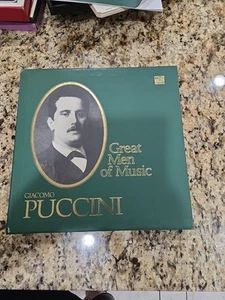 Great
Men
of Music
GIACOMO
PUCCINI